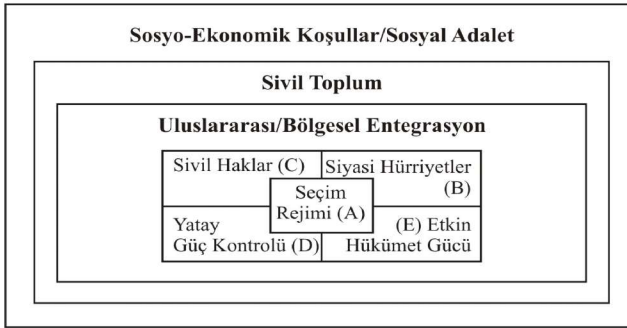 Sosyo-Ekonomik Koşullar/Sosyal Adalet
Sivil Toplum
Uluslararası/Bölgesel Entegrasyon
Sivil Haklar (C)
Siyasi Hürriyetler
(B)
Seçim
Rejimi (A)
Yatay
Güç Kontrolü (D)
(E) Etkin
Hükümet Gücü